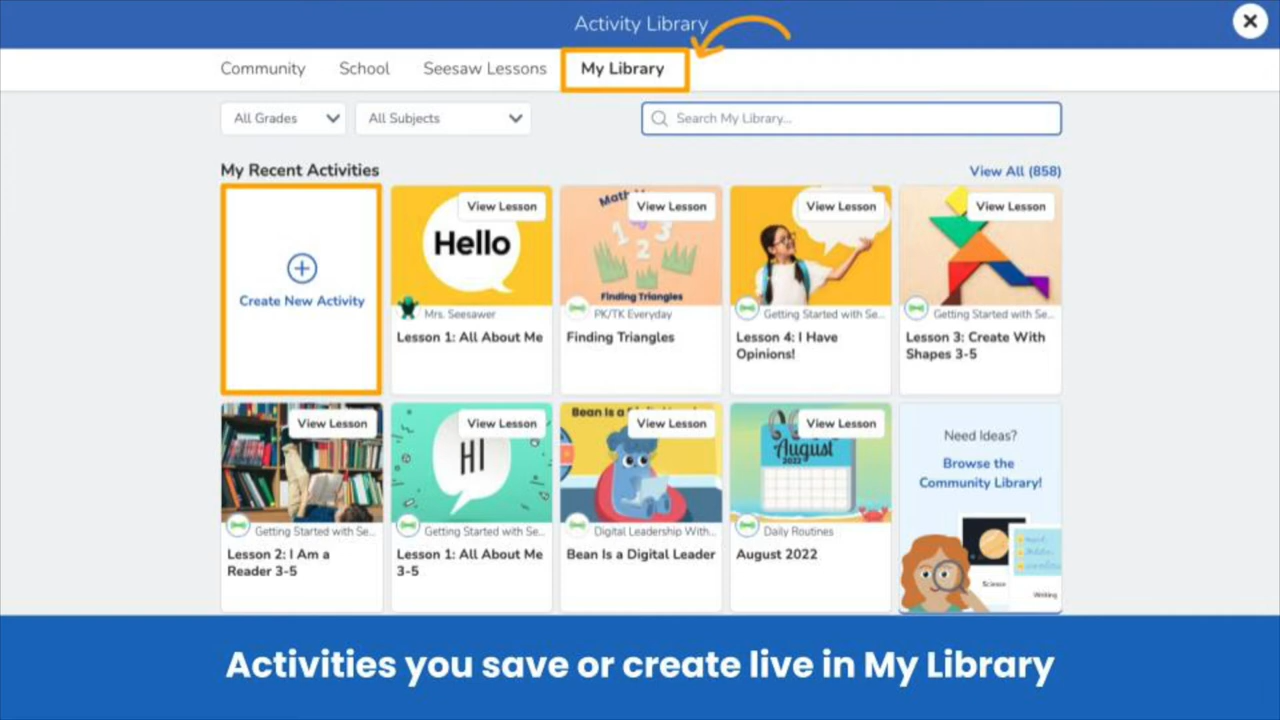 Activity Library
Community School Seesaw Lessons My Library
All Grades All Subjects Search My Library...
My Recent Activities View All (858)
Create New Activity
View Lesson
Hello
Mrs. Seesawer
Lesson 1: All About Me
View Lesson
1 2 3
Finding Triangles
PK/TK Everyday
Finding Triangles
View Lesson
Getting Started with Se...
Lesson 4: I Have
Opinions!
View Lesson
Getting Started with Se...
Lesson 3: Create With
Shapes 3-5
View Lesson
Getting Started with Se...
Lesson 2: I Am a
Reader 3-5
View Lesson
HI
Getting Started with Se...
Lesson 1: All About Me
3-5
Bean Is a
View Lesson
Digital Leadership With...
Bean Is a Digital Leader
View Lesson
August
2022
Daily Routines
August 2022
Need Ideas?
Browse the
Community Library!
Science
Writing
Activities you save or create live in My Library